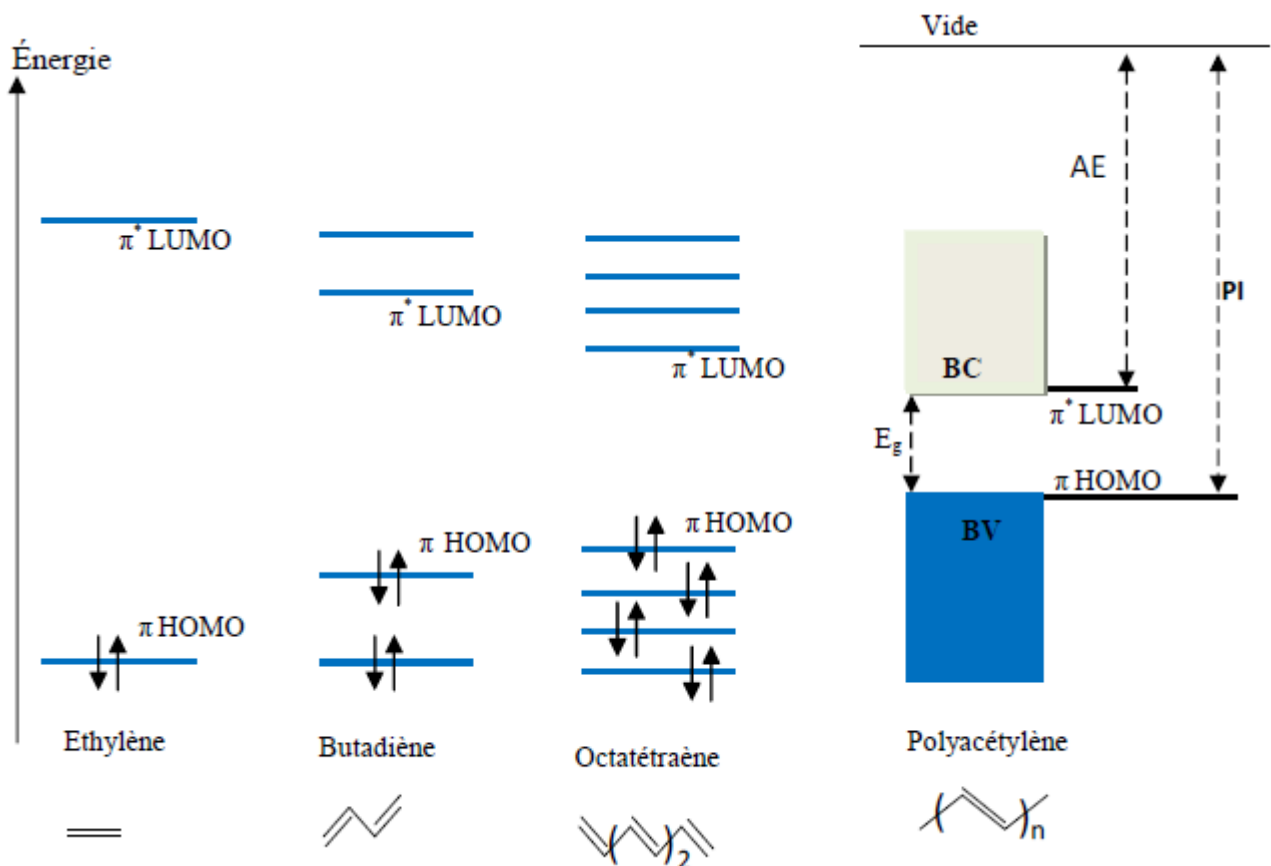 Vide
Énergie
AE
π* LUMO
π* LUMO
PI
π* LUMO
BC
π* LUMO
Eg
π HOMO
π HOMO
π HOMO
BV
π HOMO
Ethylène
Butadiène
Octatétraène
Polyacétylène
( )2
( )n